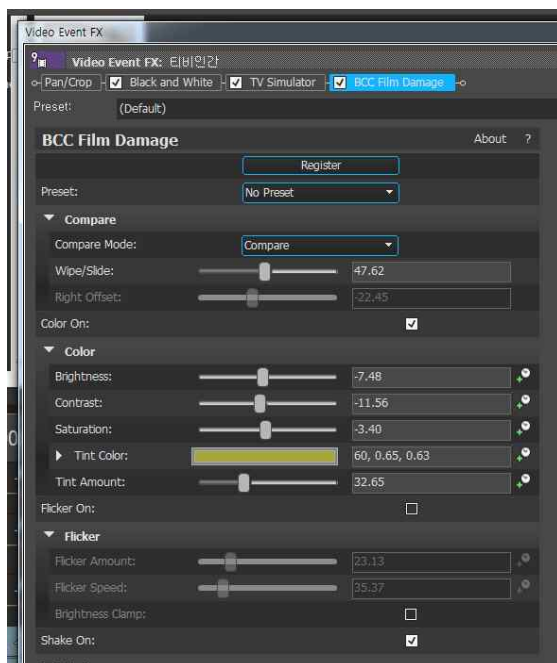 Video Event FX
Video Event FX: 티비인간
Pan/Crop Black and White TV Simulator BCC Film Damage
Preset: (Default)
BCC Film Damage About ?
Register
Preset: No Preset
Compare
Compare Mode: Compare
Wipe/Slide: 47.62
Right Offset: -22.45
Color On:
Color
Brightness: -7.48
Contrast: -11.56
Saturation: -3.40
Tint Color: 60, 0.65, 0.63
Tint Amount: 32.65
Flicker On:
Flicker
Flicker Amount: 23.13
Flicker Speed: 35.37
Brightness Clamp:
Shake On: